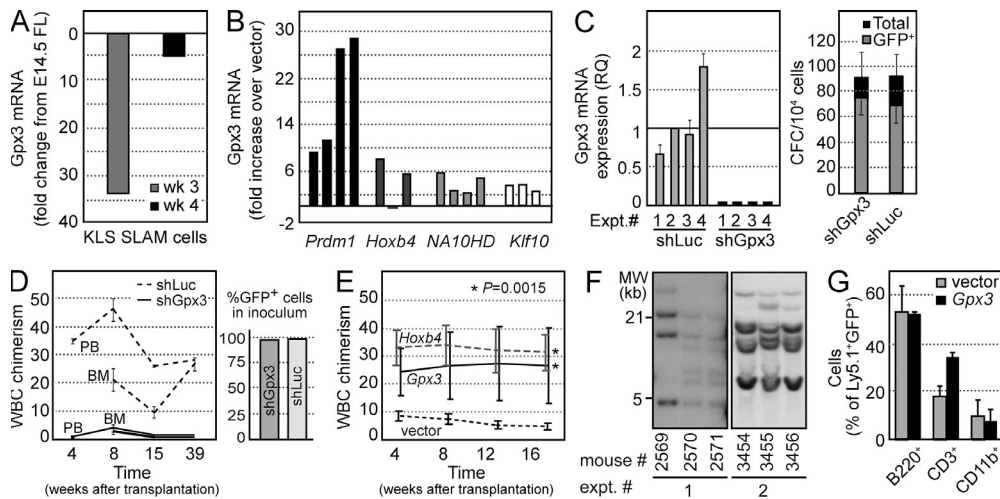 A
Gpx3 mRNA
(fold change from E14.5 FL)
0
10
20
30
40
wk 3
wk 4
KLS SLAM cells
B
Gpx3 mRNA
(fold increase over vector)
30
22
14
6
-2
Prdm1 Hoxb4 NA10HD Klf10
C
Gpx3 mRNA
expression (RQ)
2
1.5
1
0.5
0
Expt.# 1 2 3 4 1 2 3 4
shLuc shGpx3
Total
GFP+
CFC/10⁴ cells
120
100
80
60
40
20
0
shGpx3
shLuc
D
WBC chimerism
50
40
30
20
10
0
shLuc
shGpx3
PB
BM
PB
BM
4 8 15 39
Time
(weeks after transplantation)
%GFP+ cells
in inoculum
100
75
50
25
0
shGpx3
shLuc
E
WBC chimerism
50
40
30
20
10
0
* P=0.0015
Hoxb4
*
Gpx3
*
vector
4 8 12 16
Time
(weeks after transplantation)
F
MW
(kb)
21
5
mouse # 2569 2570 2571 3454 3455 3456
expt. # 1 2
G
Cells
(% of Ly5.1+GFP+)
60
40
20
0
vector
Gpx3
B220+
CD3+
CD11b+